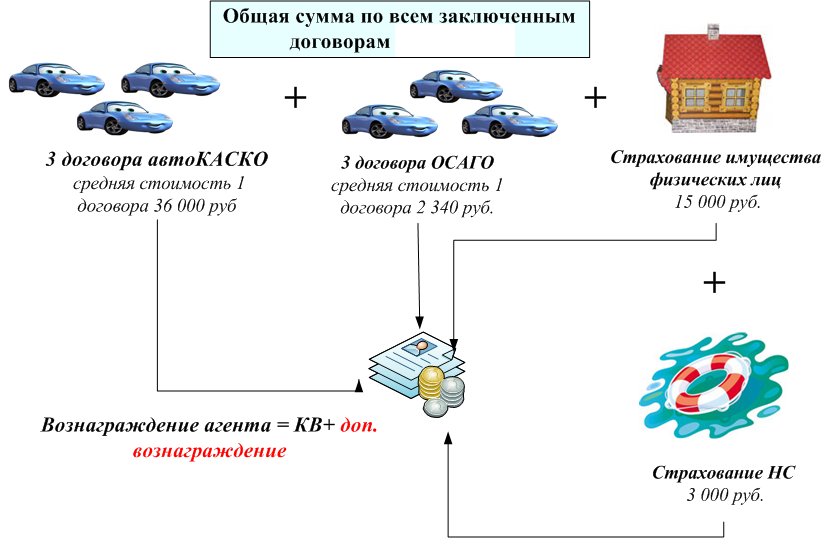 Общая сумма по всем заключенным
договорам
+
+
3 договора автоКАСКО
средняя стоимость 1
договора 36 000 руб
3 договора ОСАГО
средняя стоимость 1
договора 2 340 руб.
Страхование имущества
физических лиц
15 000 руб.
+
Вознаграждение агента = КВ+ доп.
вознаграждение
Страхование НС
3 000 руб.